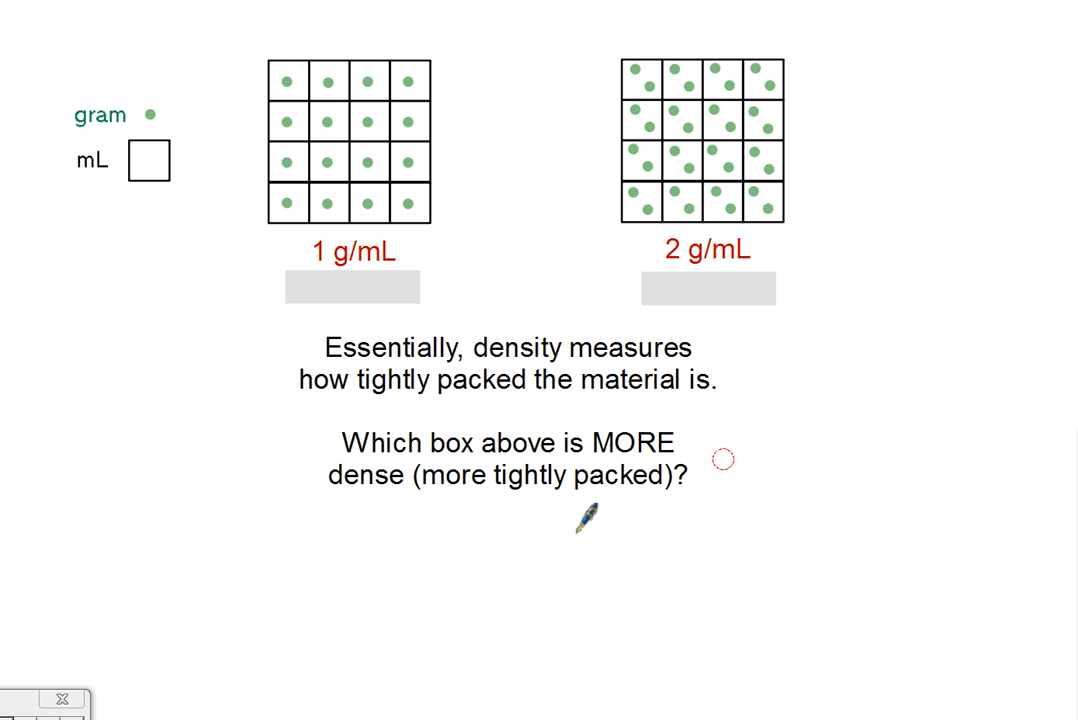 gram
mL
1 g/mL
2 g/mL
Essentially, density measures
how tightly packed the material is.
Which box above is MORE
dense (more tightly packed)?